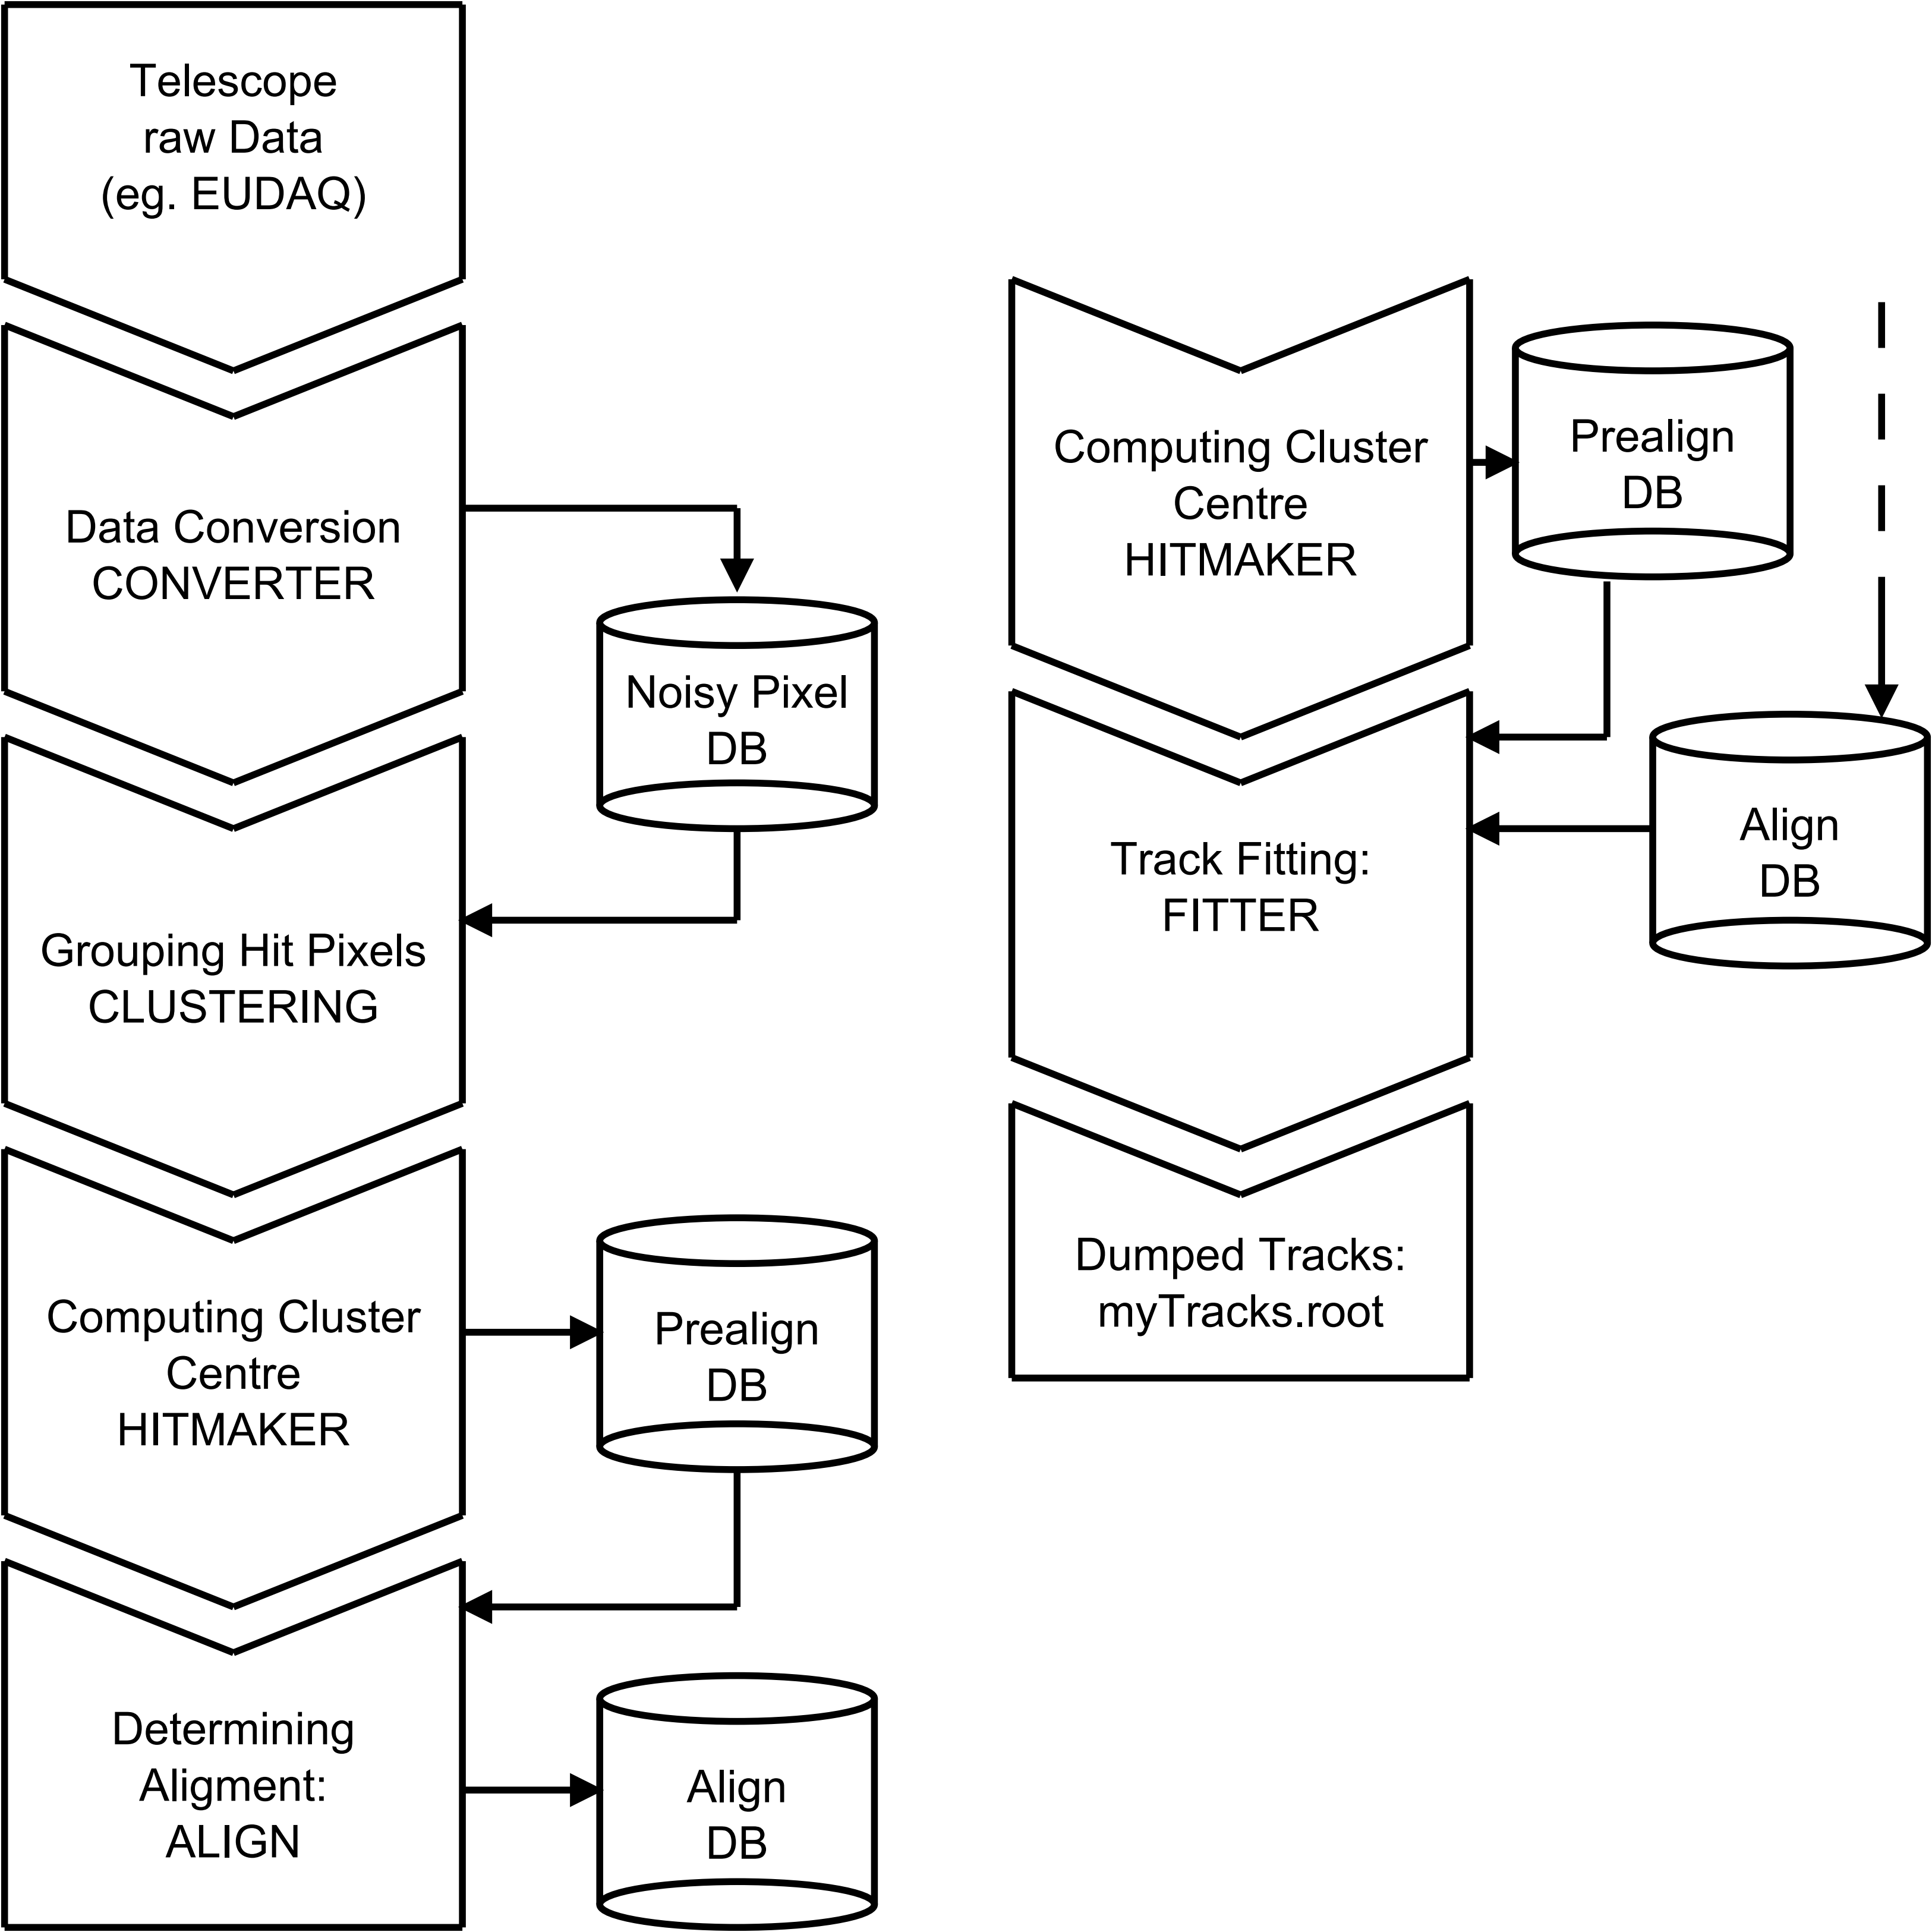 Telescope
raw Data
(eg. EUDAQ)
Data Conversion
CONVERTER
Noisy Pixel
DB
Grouping Hit Pixels
CLUSTERING
Computing Cluster
Centre
HITMAKER
Prealign
DB
Determining
Aligment:
ALIGN
Align
DB
Computing Cluster
Centre
HITMAKER
Prealign
DB
Track Fitting:
FITTER
Align
DB
Dumped Tracks:
myTracks.root